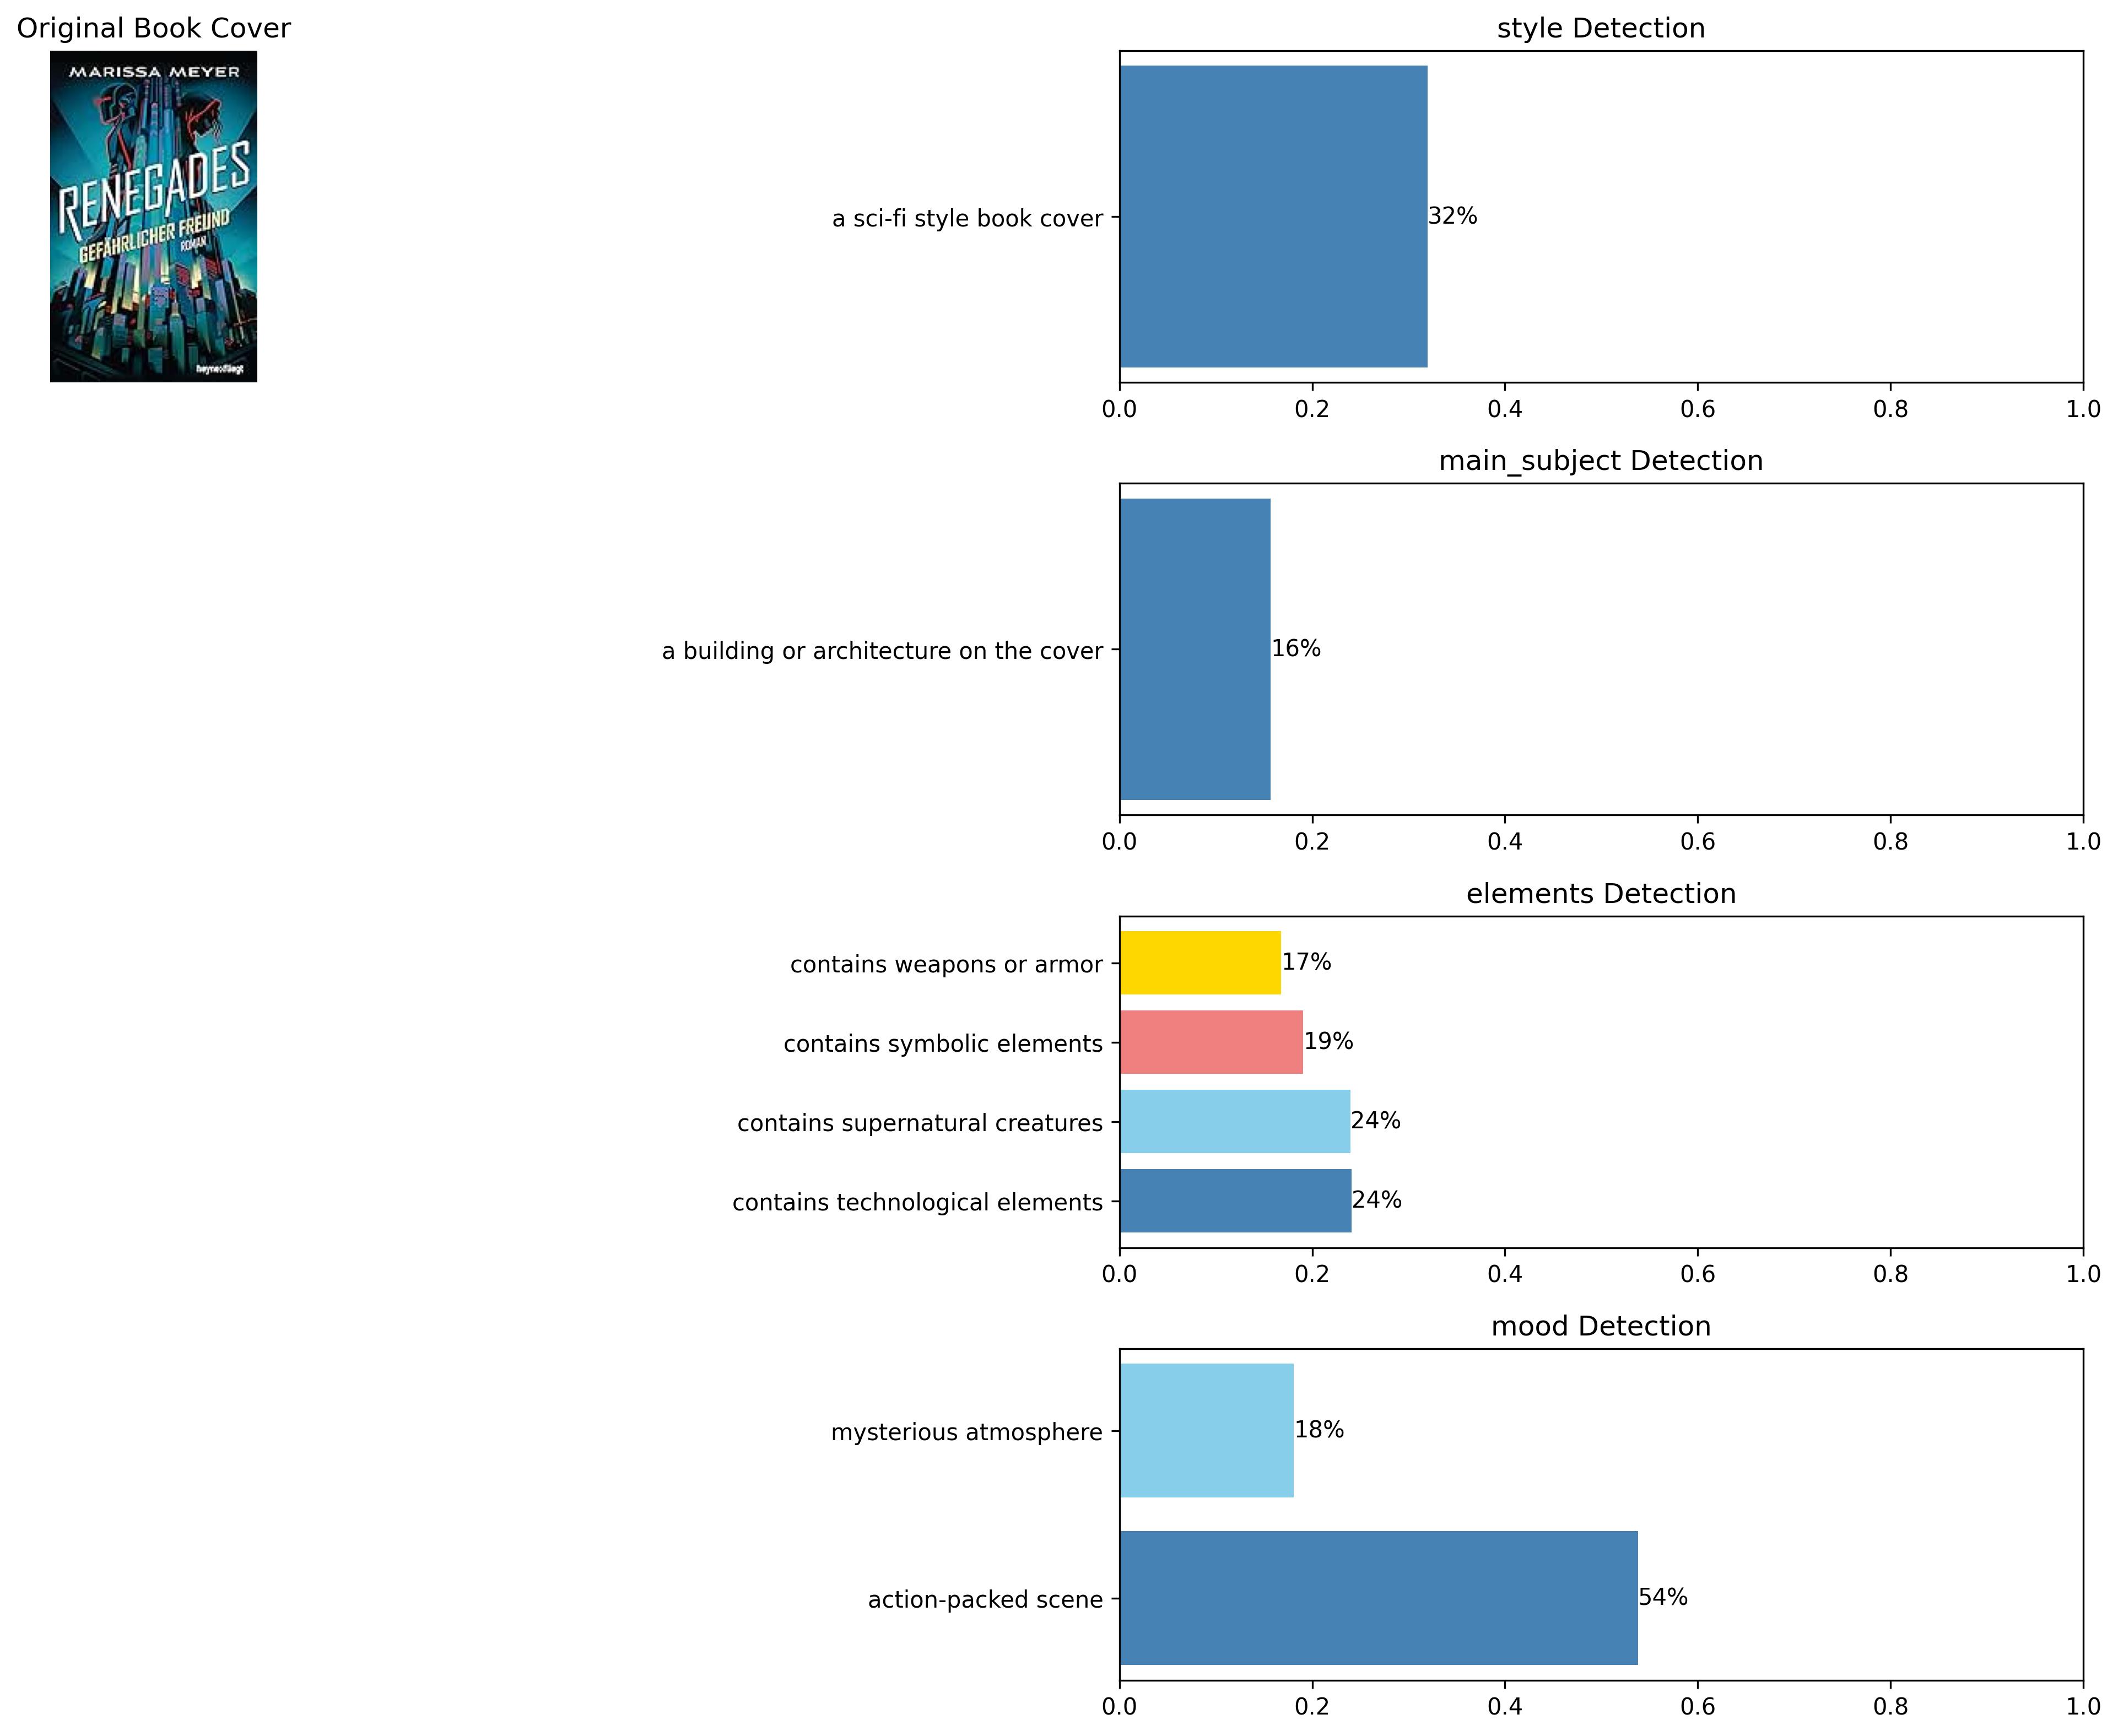 Original Book Cover
MARISSA MEYER
RENEGADES
GEFÄHRLICHER FREUND
ROMAN
heyne>fliegt
style Detection
a sci-fi style book cover
32%
0.0 0.2 0.4 0.6 0.8 1.0
main_subject Detection
a building or architecture on the cover
16%
0.0 0.2 0.4 0.6 0.8 1.0
elements Detection
contains weapons or armor
17%
contains symbolic elements
19%
contains supernatural creatures
24%
contains technological elements
24%
0.0 0.2 0.4 0.6 0.8 1.0
mood Detection
mysterious atmosphere
18%
action-packed scene
54%
0.0 0.2 0.4 0.6 0.8 1.0